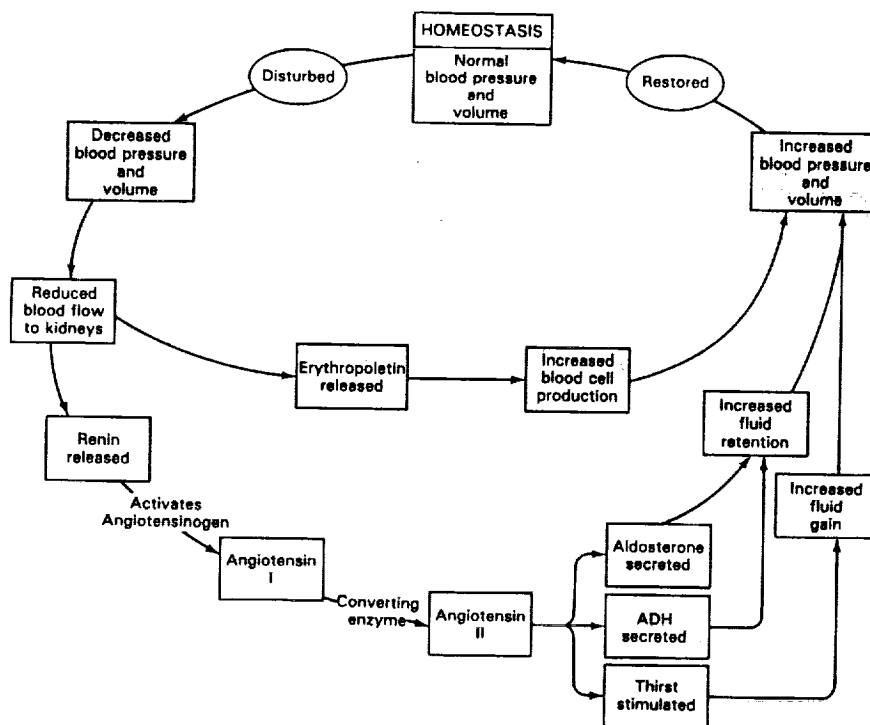 HOMEOSTASIS
Normal
blood pressure
and
volume
Disturbed
Restored
Decreased
blood pressure
and
volume
Increased
blood pressure
and
volume
Reduced
blood flow
to kidneys
Erythropoietin
released
Increased
blood cell
production
Increased
fluid
retention
Renin
released
Increased
fluid
gain
Activates
Angiotensinogen
Angiotensin
I
Aldosterone
secreted
Converting
enzyme
Angiotensin
II
ADH
secreted
Thirst
stimulated